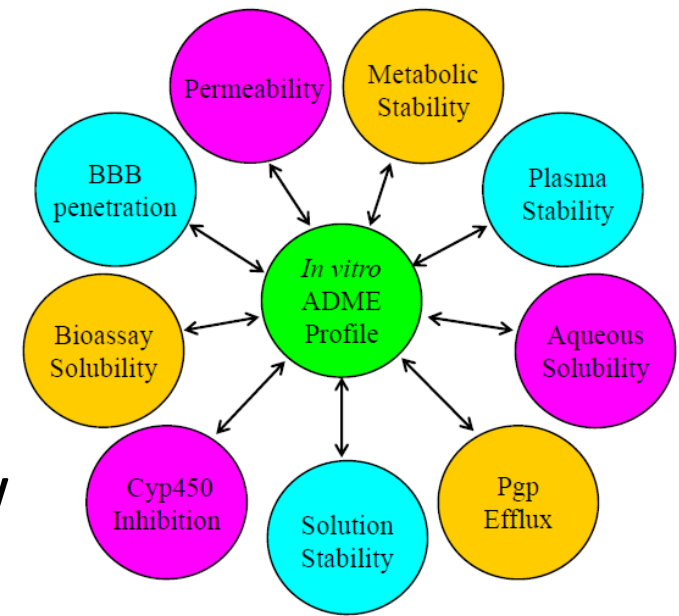 Permeability
Metabolic
Stability
BBB
penetration
Plasma
Stability
In vitro
ADME
Profile
Bioassay
Solubility
Aqueous
Solubility
Cyp450
Inhibition
Solution
Stability
Pgp
Efflux